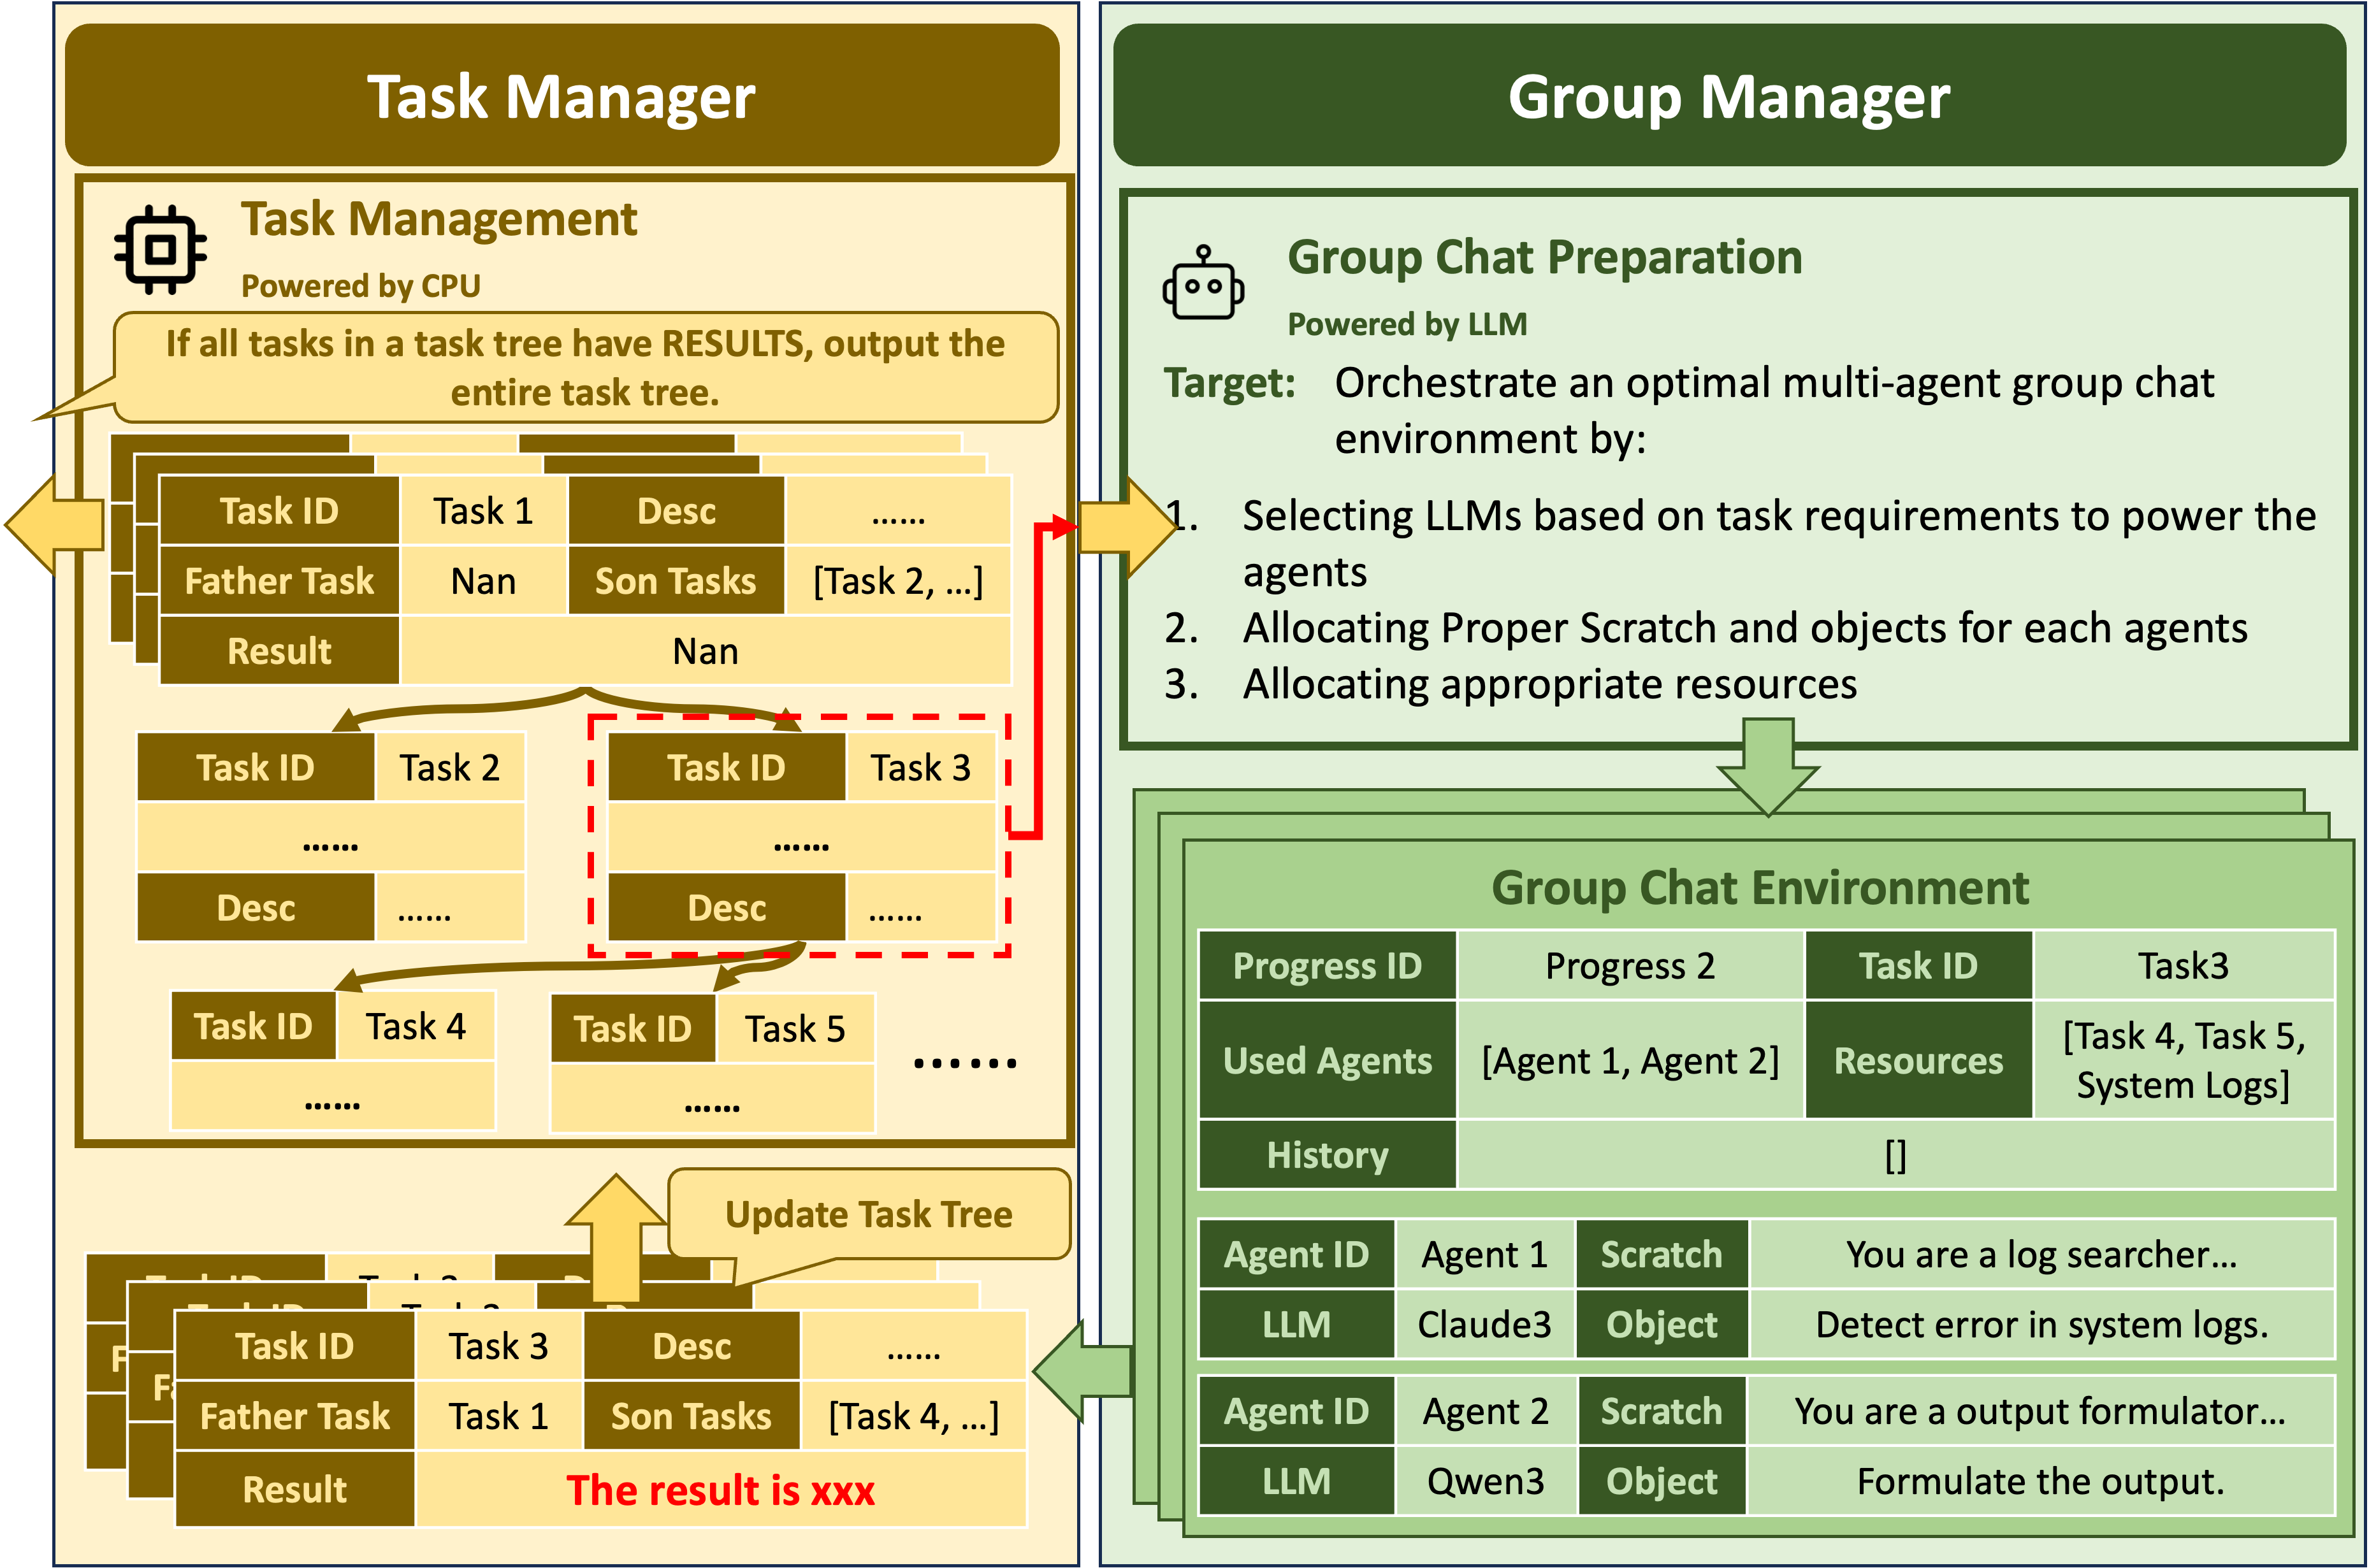 Task Manager
Task Management
Powered by CPU
If all tasks in a task tree have RESULTS, output the
entire task tree.
Task ID Task 1 Desc ......
Father Task Nan Son Tasks [Task 2, ...]
Result Nan
Task ID Task 2
......
Desc ......
Task ID Task 3
......
Desc ......
Task ID Task 4
......
Task ID Task 5
......
......
Update Task Tree
Task ID Task 3 Desc ......
Father Task Task 1 Son Tasks [Task 4, ...]
Result The result is xxx
Group Manager
Group Chat Preparation
Powered by LLM
Target: Orchestrate an optimal multi-agent group chat
environment by:
1. Selecting LLMs based on task requirements to power the
agents
2. Allocating Proper Scratch and objects for each agents
3. Allocating appropriate resources
Group Chat Environment
Progress ID Progress 2 Task ID Task3
Used Agents [Agent 1, Agent 2] Resources [Task 4, Task 5,
System Logs]
History []
Agent ID Agent 1 Scratch You are a log searcher...
LLM Claude3 Object Detect error in system logs.
Agent ID Agent 2 Scratch You are a output formulator...
LLM Qwen3 Object Formulate the output.